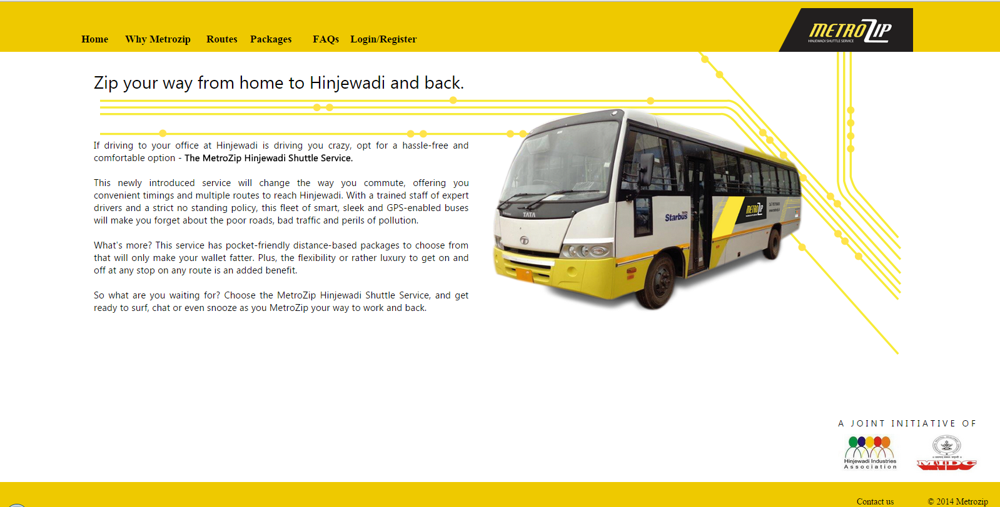 Home Why Metrozip Routes Packages FAQs Login/Register
METROZIP
HINJEWADI SHUTTLE SERVICE
Zip your way from home to Hinjewadi and back.
If driving to your office at Hinjewadi is driving you crazy, opt for a hassle-free and
comfortable option - The MetroZip Hinjewadi Shuttle Service.
This newly introduced service will change the way you commute, offering you
convenient timings and multiple routes to reach Hinjewadi. With a trained staff of expert
drivers and a strict no standing policy, this fleet of smart, sleek and GPS-enabled buses
will make you forget about the poor roads, bad traffic and perils of pollution.
What's more? This service has pocket-friendly distance-based packages to choose from
that will only make your wallet fatter. Plus, the flexibility or rather luxury to get on and
off at any stop on any route is an added benefit.
So what are you waiting for? Choose the MetroZip Hinjewadi Shuttle Service, and get
ready to surf, chat or even snooze as you MetroZip your way to work and back.
TATA
TATA
Starbus
METROZIP
A JOINT INITIATIVE OF
Hinjewadi Industries
Association
MIDC
Contact us
© 2014 Metrozip